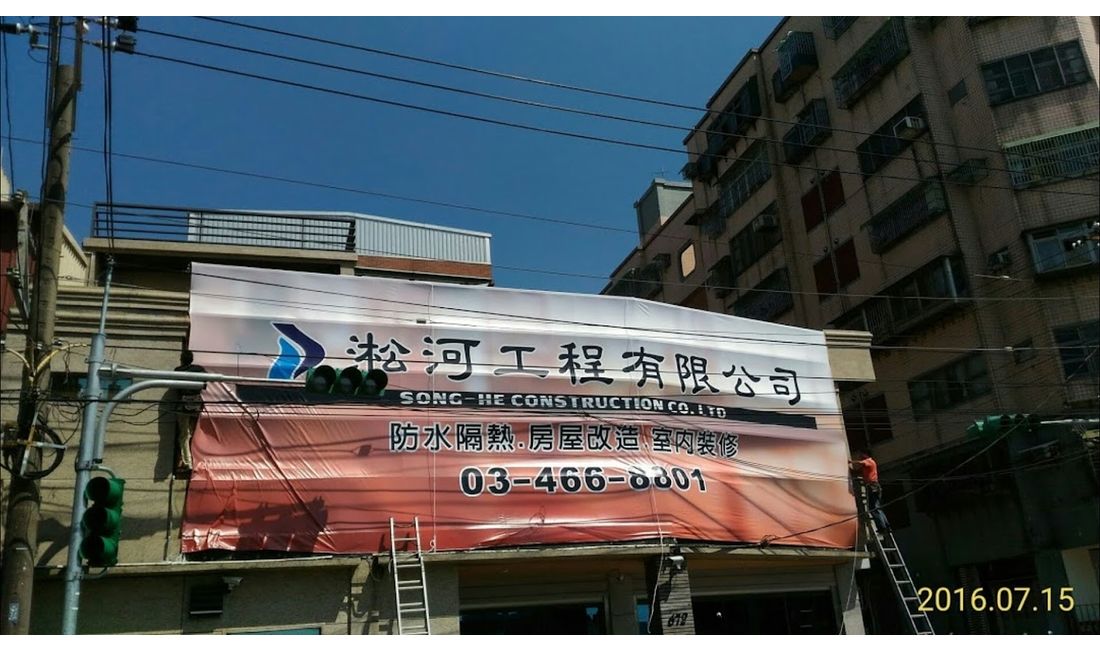 淞河工程有限公司
SONG-HE CONSTRUCTION CO. LTD
防水隔熱.房屋改造.室內裝修
03-466-8801
672
2016.07.15